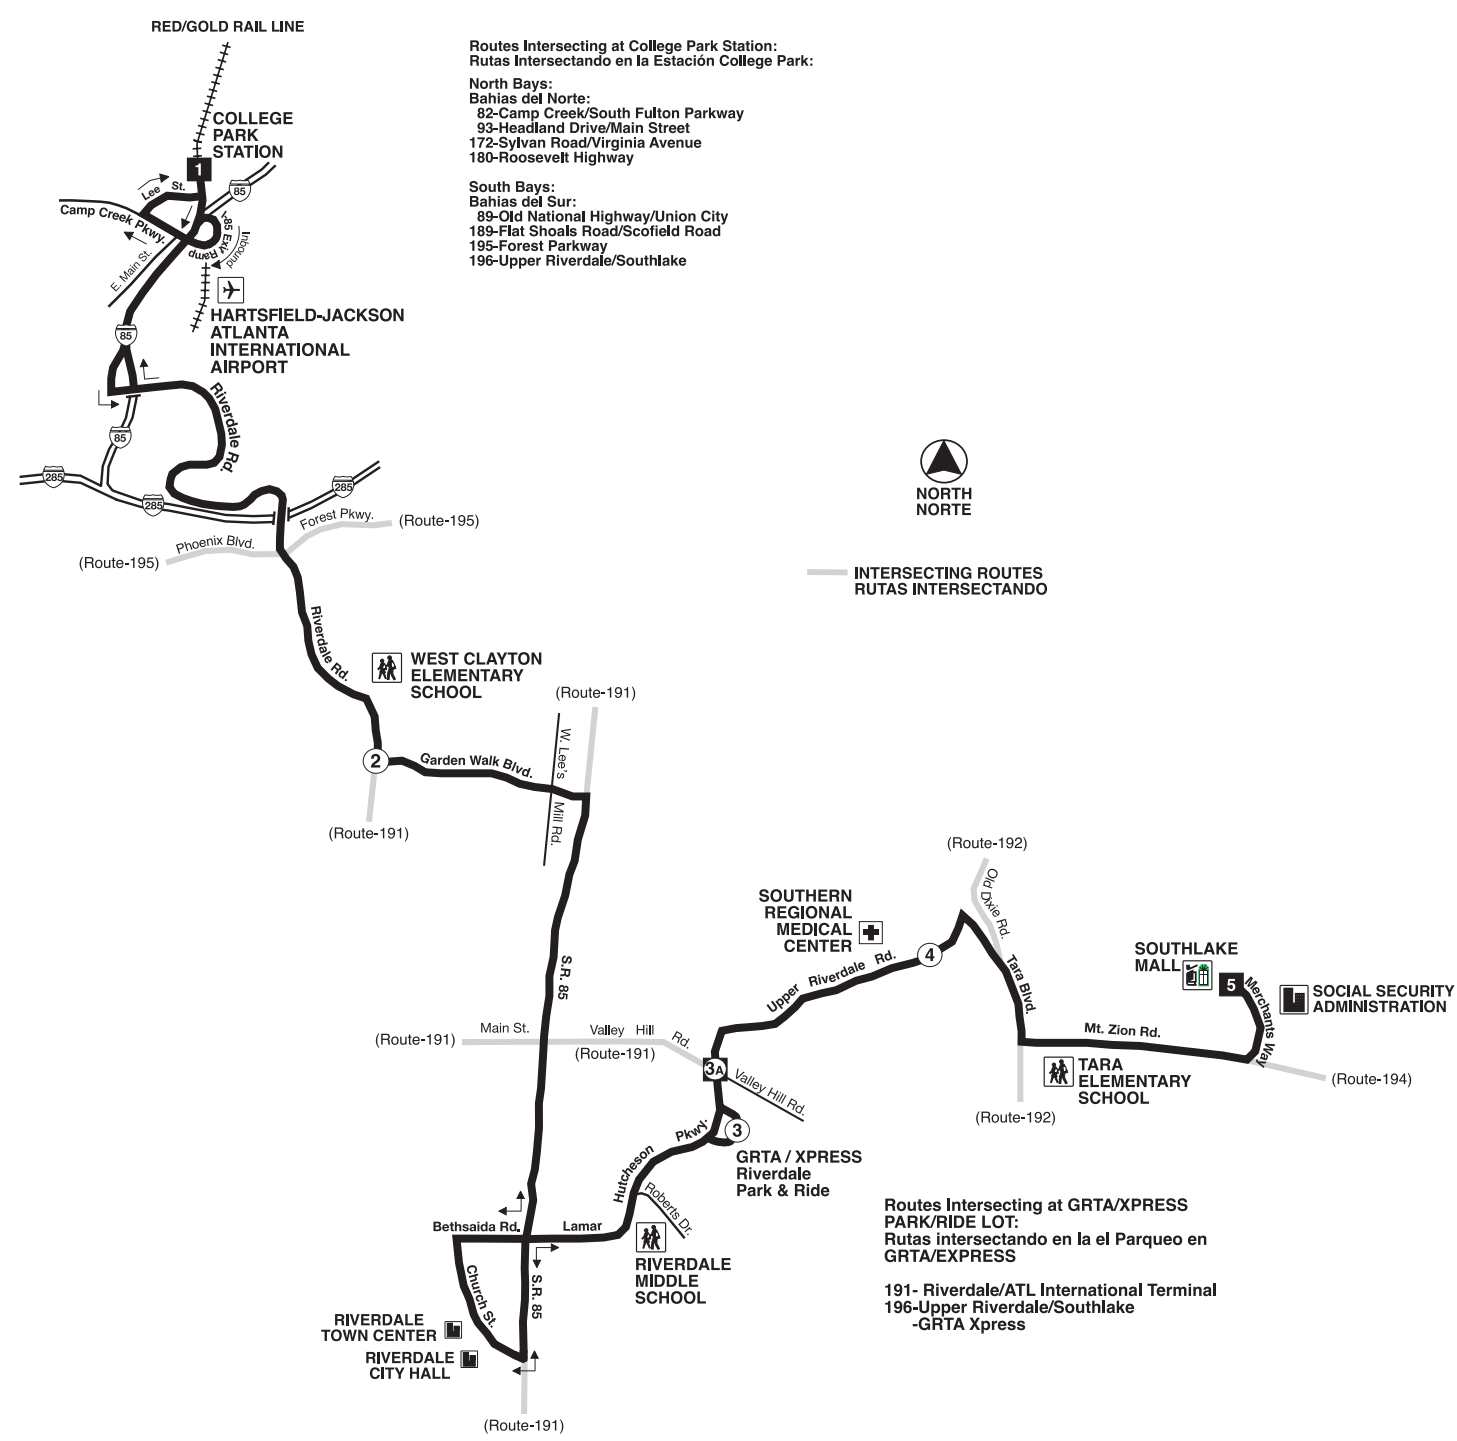 RED/GOLD RAIL LINE
Routes Intersecting at College Park Station:
Rutas Intersectando en la Estación College Park:
North Bays:
Bahias del Norte:
82-Camp Creek/South Fulton Parkway
93-Headland Drive/Main Street
172-Sylvan Road/Virginia Avenue
180-Roosevelt Highway
South Bays:
Bahias del Sur:
89-Old National Highway/Union City
189-Flat Shoals Road/Scofield Road
195-Forest Parkway
196-Upper Riverdale/Southlake
COLLEGE
PARK
STATION
1
85
Lee St.
Camp Creek Pkwy.
I-85 Exit Ramp
Inbound
E. Main St.
HARTSFIELD-JACKSON
ATLANTA
INTERNATIONAL
AIRPORT
85
Riverdale Rd.
85
285
285
285
NORTH
NORTE
Forest Pkwy.
(Route-195)
Phoenix Blvd.
(Route-195)
INTERSECTING ROUTES
RUTAS INTERSECTANDO
Riverdale Rd.
WEST CLAYTON
ELEMENTARY
SCHOOL
(Route-191)
2
Garden Walk Blvd.
W. Lee's
Mill Rd.
(Route-191)
(Route-192)
Old Dixie Rd.
SOUTHERN
REGIONAL
MEDICAL
CENTER
4
Upper Riverdale Rd.
Tara Blvd.
SOUTHLAKE
MALL
5
Merchants Way
SOCIAL SECURITY
ADMINISTRATION
S.R. 85
Mt. Zion Rd.
Main St.
Valley Hill Rd.
(Route-191)
(Route-191)
3A
Valley Hill Rd.
TARA
ELEMENTARY
SCHOOL
(Route-194)
(Route-192)
3
GRTA / XPRESS
Riverdale
Park & Ride
Hutcheson Pkwy.
Roberts Dr.
Bethsaida Rd.
Lamar
RIVERDALE
MIDDLE
SCHOOL
Church St.
S.R. 85
RIVERDALE
TOWN CENTER
RIVERDALE
CITY HALL
(Route-191)
Routes Intersecting at GRTA/XPRESS
PARK/RIDE LOT:
Rutas intersectando en la el Parqueo en
GRTA/EXPRESS
191- Riverdale/ATL International Terminal
196-Upper Riverdale/Southlake
-GRTA Xpress